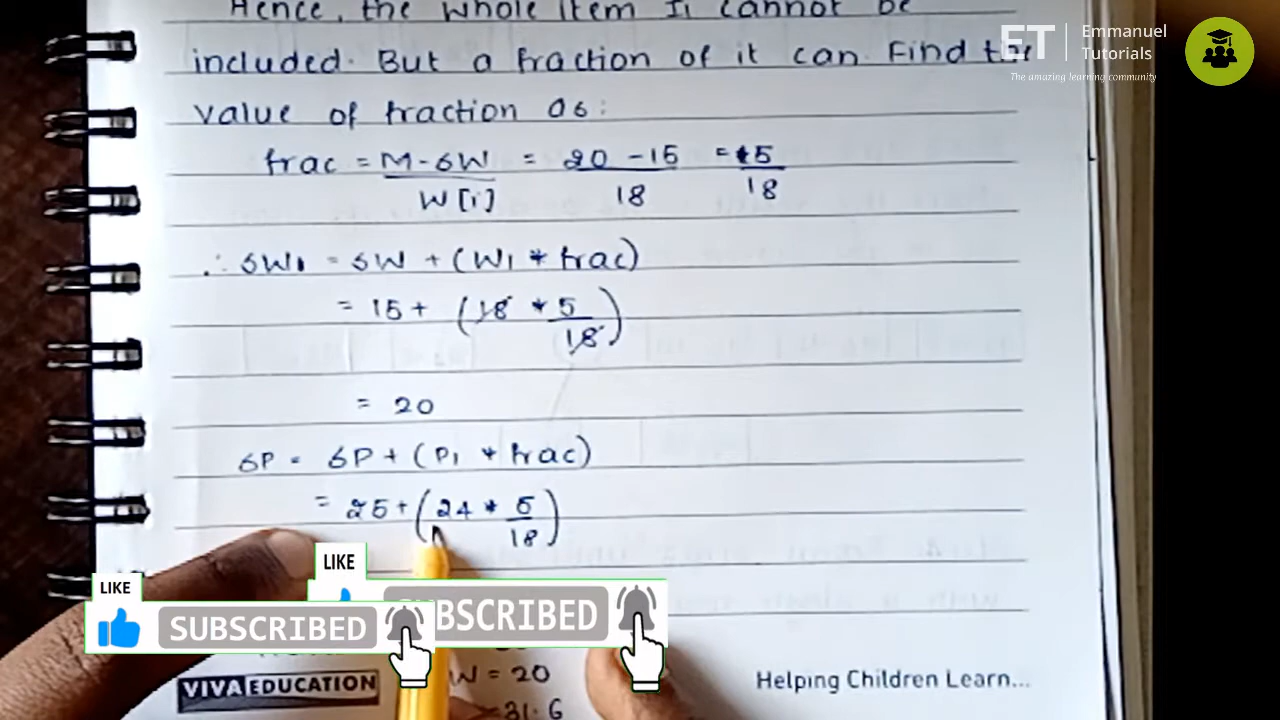 Hence, the whole item I1 cannot be
included. But a fraction of it can. Find the
value of fraction as:
frac = M - SW / W[i] = 20 - 15 / 18 = 5 / 18
∴ SW1 = SW + (W1 * frac)
= 15 + (18 * 5 / 18)
= 20
SP = SP + (P1 * frac)
= 25 + (24 * 5 / 18)
W = 20
31.6
ET
Emmanuel
Tutorials
The amazing learning community
LIKE
LIKE
SUBSCRIBED
BSCRIBED
VIVA EDUCATION
Helping Children Learn...